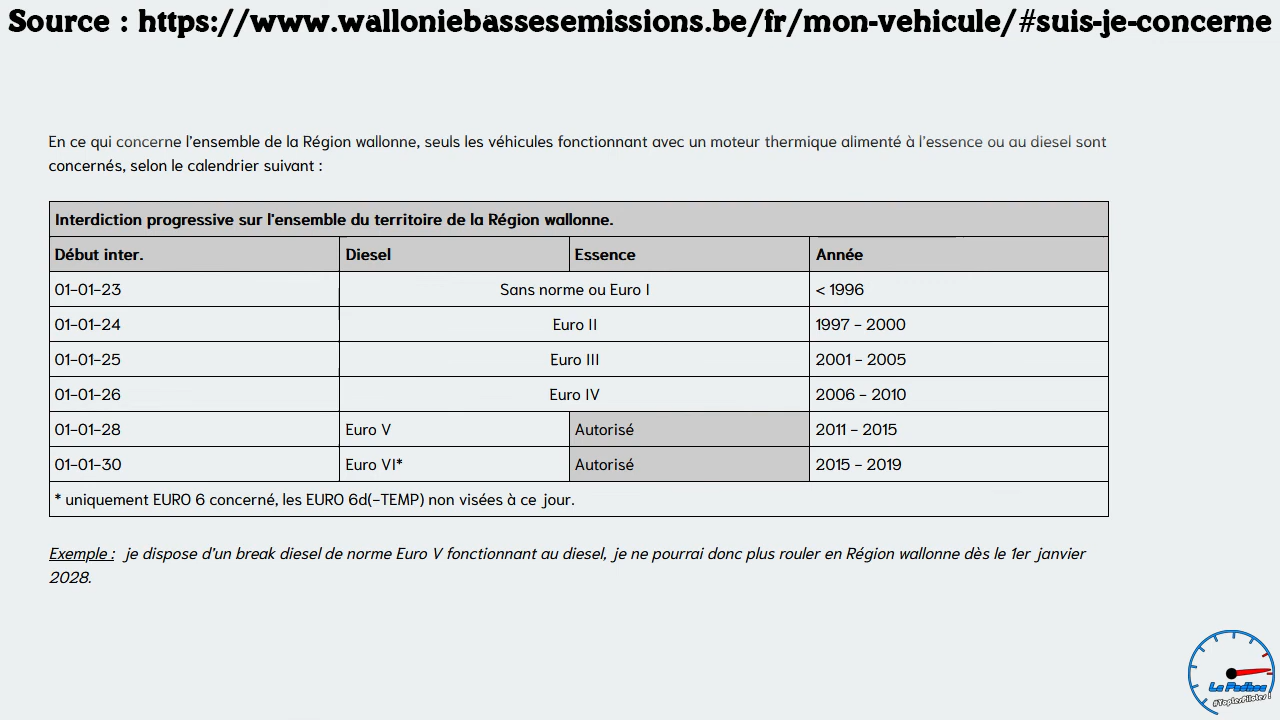 Source : https://www.walloniebassesemissions.be/fr/mon-vehicule/#suis-je-concerne
En ce qui concerne l'ensemble de la Région wallonne, seuls les véhicules fonctionnant avec un moteur thermique alimenté à l'essence ou au diesel sont
concernés, selon le calendrier suivant :
Interdiction progressive sur l'ensemble du territoire de la Région wallonne.
Début inter. Diesel Essence Année
01-01-23 Sans norme ou Euro I < 1996
01-01-24 Euro II 1997 - 2000
01-01-25 Euro III 2001 - 2005
01-01-26 Euro IV 2006 - 2010
01-01-28 Euro V Autorisé 2011 - 2015
01-01-30 Euro VI* Autorisé 2015 - 2019
* uniquement EURO 6 concerné, les EURO 6d(-TEMP) non visées à ce jour.
Exemple : je dispose d'un break diesel de norme Euro V fonctionnant au diesel, je ne pourrai donc plus rouler en Région wallonne dès le 1er janvier
2028.
La Padhoc
#ToplesPilotes !